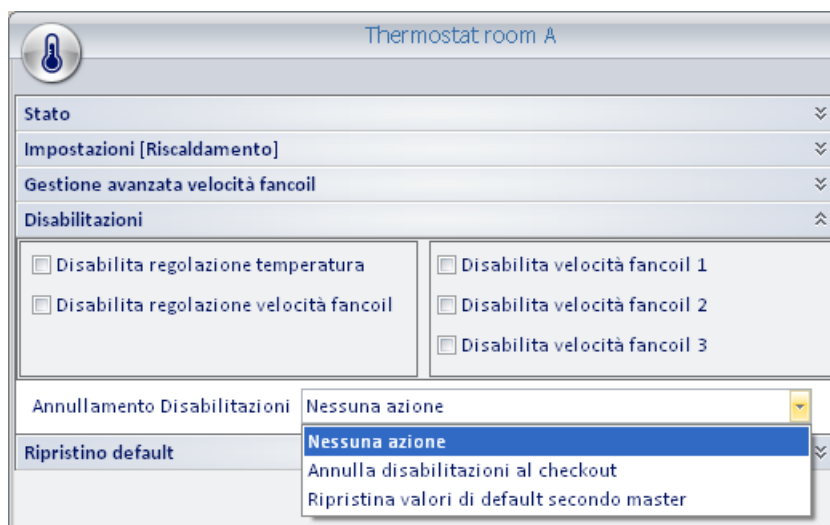 Thermostat room A
Stato
Impostazioni [Riscaldamento]
Gestione avanzata velocità fancoil
Disabilitazioni
Disabilita regolazione temperatura
Disabilita regolazione velocità fancoil
Disabilita velocità fancoil 1
Disabilita velocità fancoil 2
Disabilita velocità fancoil 3
Annullamento Disabilitazioni Nessuna azione
Nessuna azione
Annulla disabilitazioni al checkout
Ripristina valori di default secondo master
Ripristino default